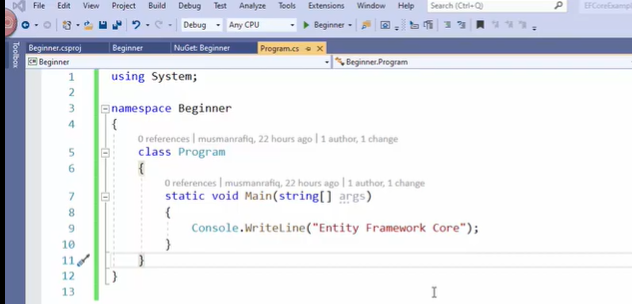 File Edit View Project Build Debug Test Analyze Tools Extensions Window Help Search (Ctrl+Q) EFCoreExampl
Debug Any CPU Beginner
Toolbox
Beginner.csproj Beginner NuGet: Beginner Program.cs
C# Beginner Beginner.Program
1 using System;
2
3 namespace Beginner
4 {
0 references | musmanrafiq, 22 hours ago | 1 author, 1 change
5 class Program
6 {
0 references | musmanrafiq, 22 hours ago | 1 author, 1 change
7 static void Main(string[] args)
8 {
9 Console.WriteLine("Entity Framework Core");
10 }
11 }
12 }
13